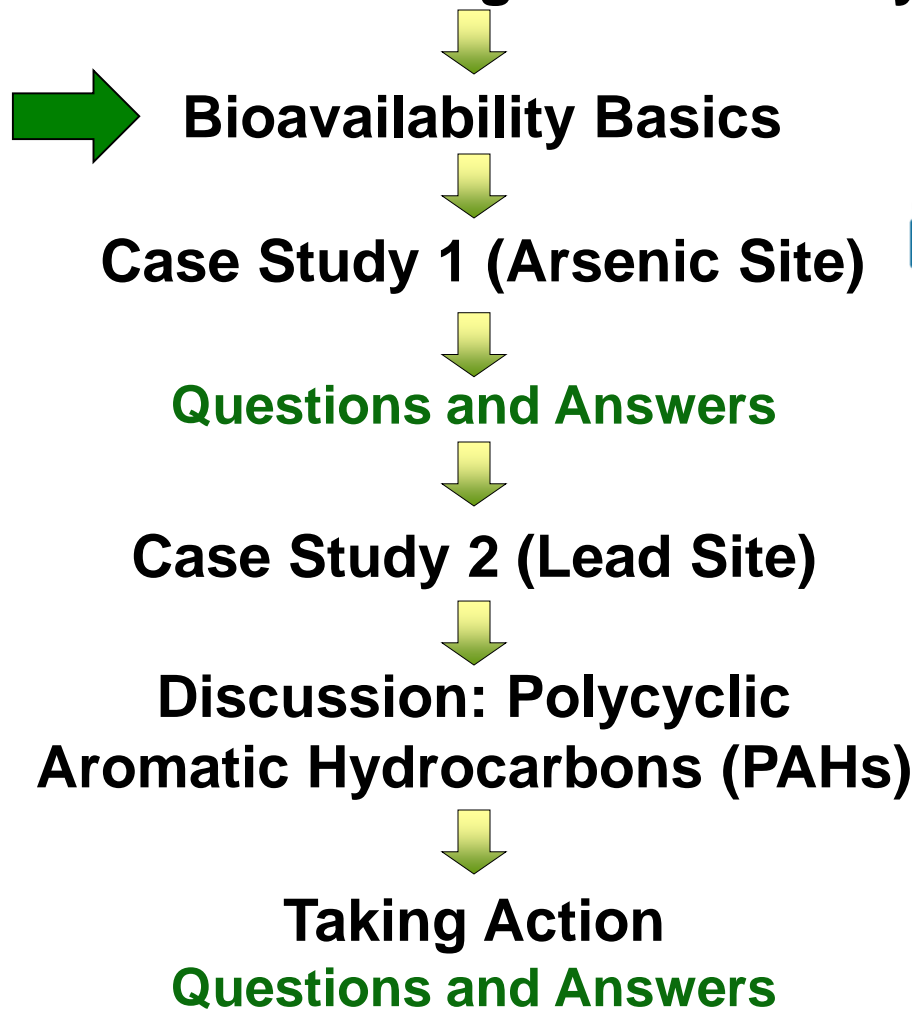 Bioavailability Basics
Case Study 1 (Arsenic Site)
Questions and Answers
Case Study 2 (Lead Site)
Discussion: Polycyclic
Aromatic Hydrocarbons (PAHs)
Taking Action
Questions and Answers